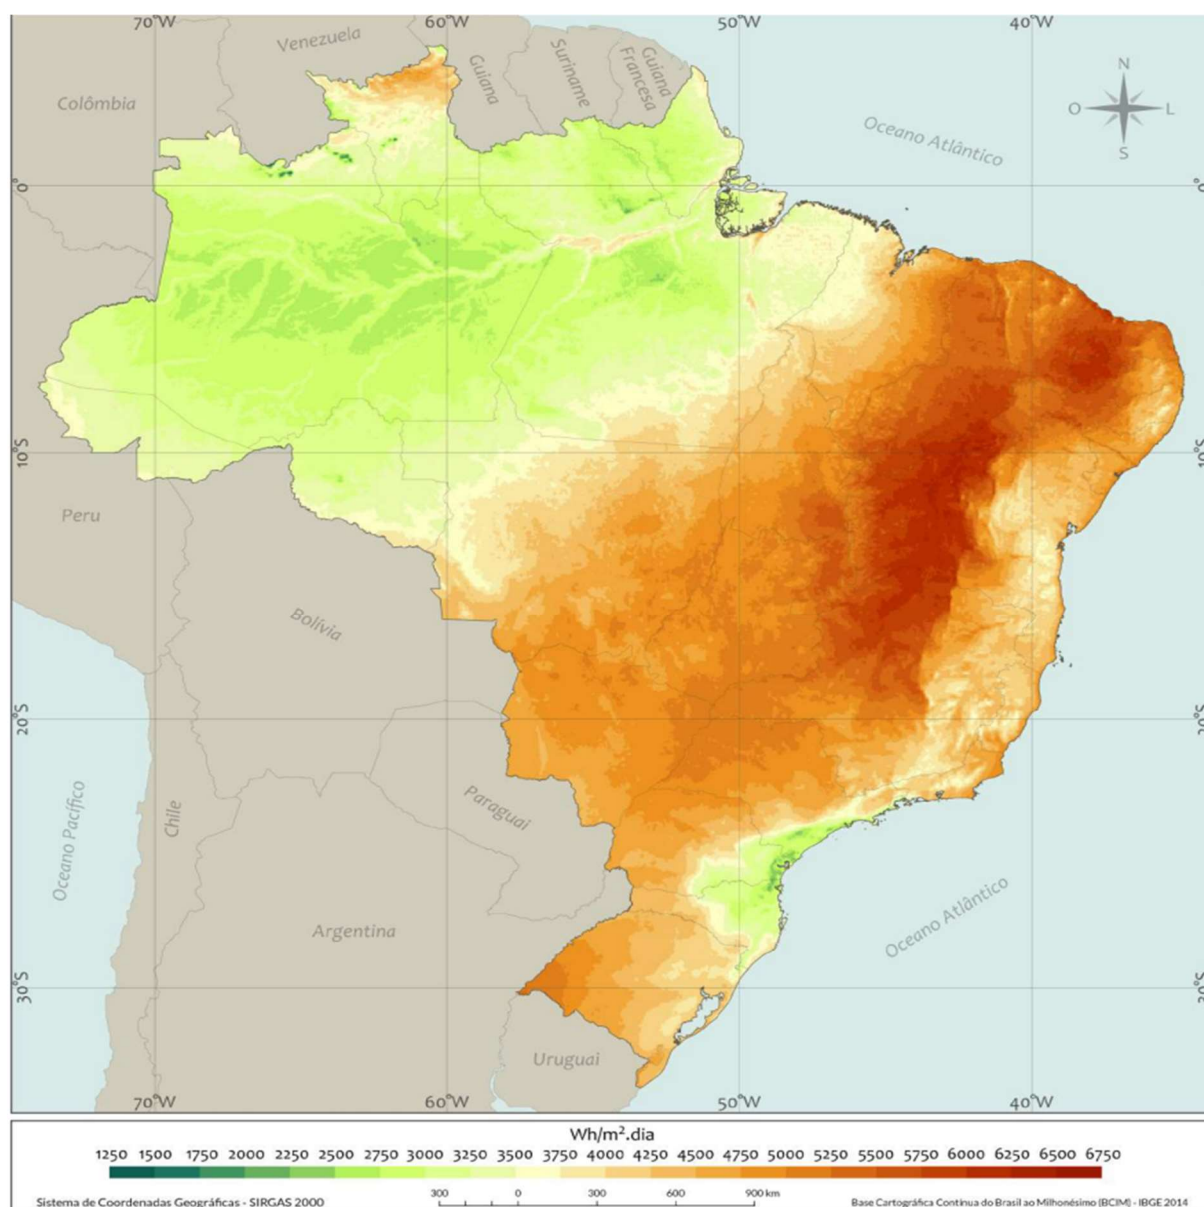 70°W 60°W 50°W 40°W
Venezuela
Guiana
Suriname
Guiana
Francesa
Colômbia
N
O L
S
Oceano Atlântico
0° 0°
10°S 10°S
Peru
Bolívia
20°S 20°S
Oceano Pacífico
Chile
Paraguai
Argentina
Oceano Atlântico
30°S 30°S
Uruguai
70°W 60°W 50°W 40°W
Wh/m².dia
1250 1500 1750 2000 2250 2500 2750 3000 3250 3500 3750 4000 4250 4500 4750 5000 5250 5500 5750 6000 6250 6500 6750
300 0 300 600 900 km
Sistema de Coordenadas Geográficas - SIRGAS 2000
Base Cartográfica Contínua do Brasil ao Milhonésimo (BCIM) - IBGE 2014